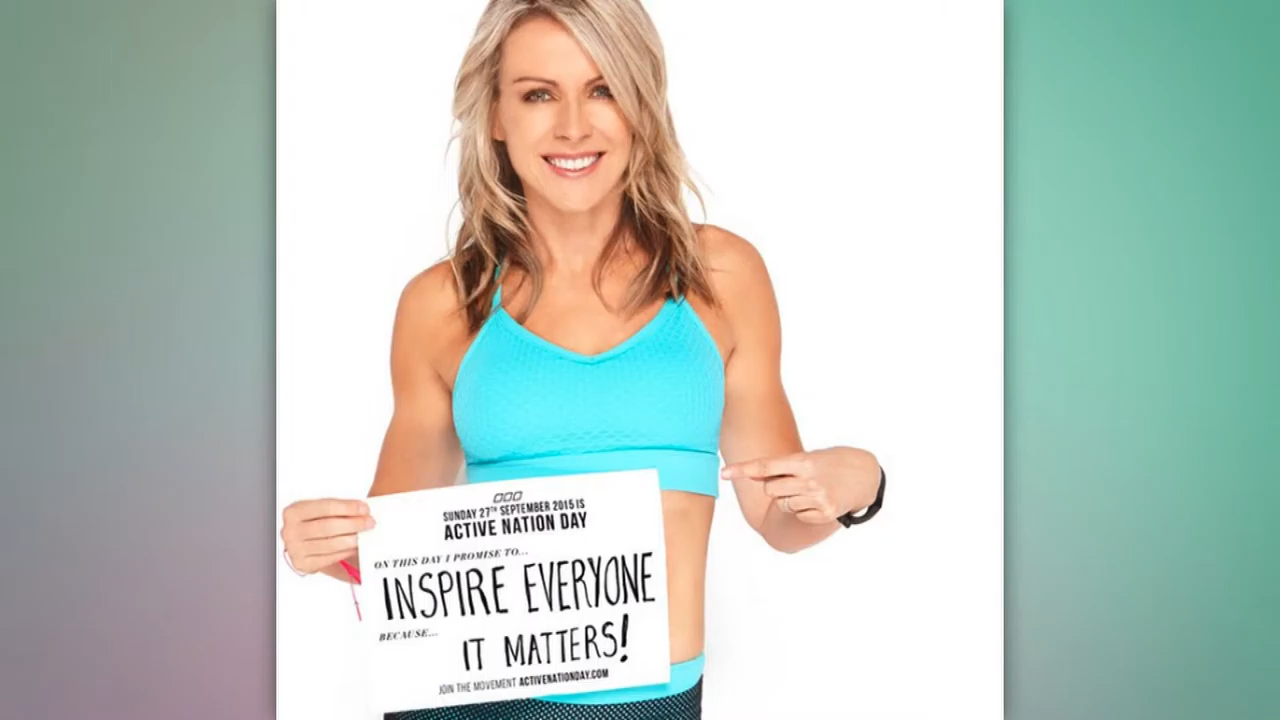 SUNDAY 27TH SEPTEMBER 2015 IS
ACTIVE NATION DAY
ON THIS DAY I PROMISE TO...
INSPIRE EVERYONE
BECAUSE...
IT MATTERS!
JOIN THE MOVEMENT ACTIVENATIONDAY.COM